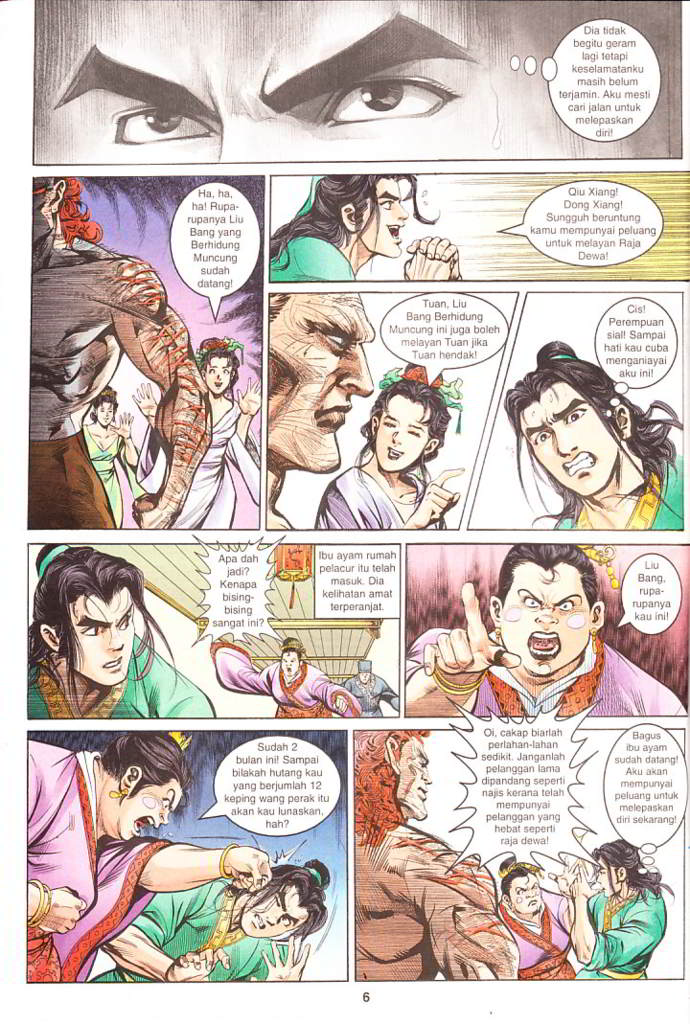 Dia tidak
begitu geram
lagi tetapi
keselamatanku
masih belum
terjamin. Aku mesti
cari jalan untuk
melepaskan
diri!
Ha, ha,
ha! Rupa-
rupanya Liu
Bang yang
Berhidung
Muncung
sudah
datang!
Qiu Xiang!
Dong Xiang!
Sungguh beruntung
kamu mempunyai peluang
untuk melayan Raja
Dewa!
Tuan, Liu
Bang Berhidung
Muncung ini juga boleh
melayan Tuan jika
Tuan hendak!
Cis!
Perempuan
sial! Sampai
hati kau cuba
menganiayai
aku ini!
Apa dah
jadi?
Kenapa
bising-
bising
sangat ini?
Ibu ayam rumah
pelacur itu telah
masuk. Dia
kelihatan amat
terperanjat.
Liu
Bang,
rupa-
rupanya
kau ini!
Sudah 2
bulan ini! Sampai
bilakah hutang kau
yang berjumlah 12
keping wang perak itu
akan kau lunaskan,
hah?
Oi, cakap biarlah
perlahan-lahan
sedikit. Janganlah
pelanggan lama
dipandang seperti
najis kerana telah
mempunyai
pelanggan yang
hebat seperti
raja dewa!
Bagus
ibu ayam
sudah datang!
Aku akan
mempunyai
peluang untuk
melepaskan
diri sekarang!
6